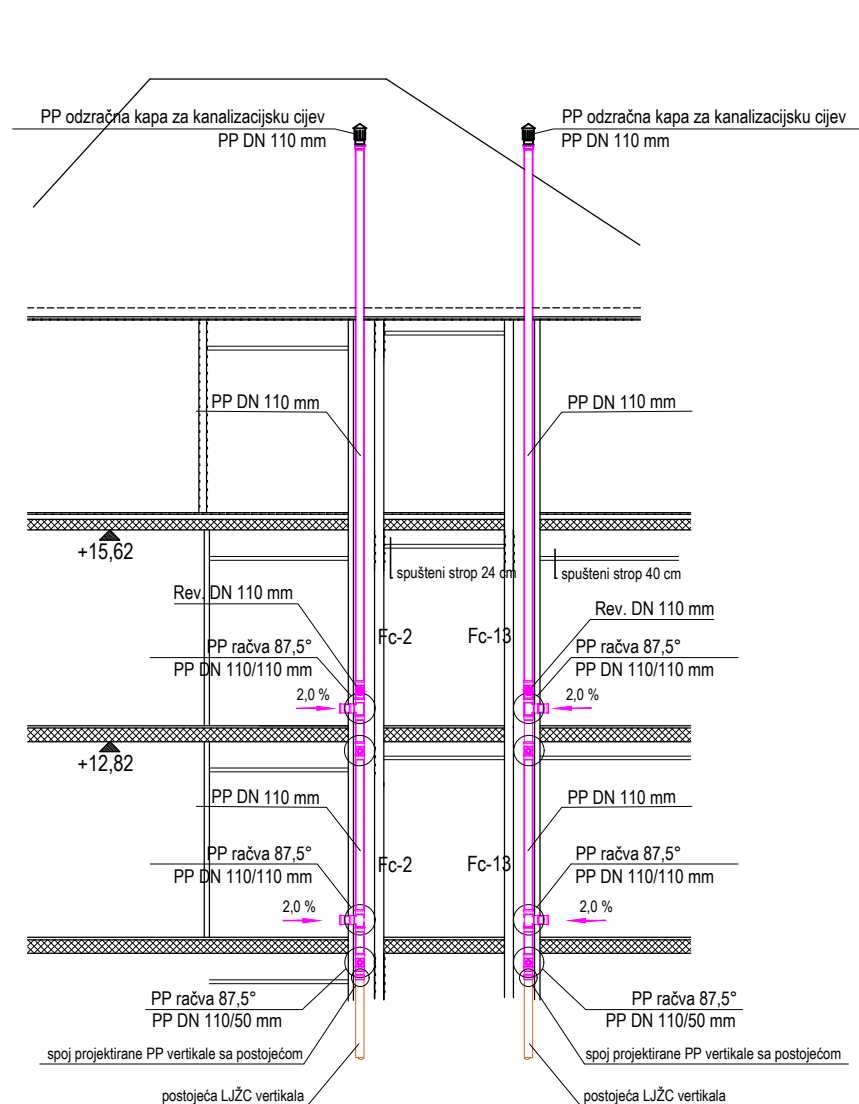 PP odzračna kapa za kanalizacijsku cijev
PP DN 110 mm
PP odzračna kapa za kanalizacijsku cijev
PP DN 110 mm
PP DN 110 mm
PP DN 110 mm
+15,62
spušteni strop 24 cm
spušteni strop 40 cm
Rev. DN 110 mm
Rev. DN 110 mm
Fc-2
Fc-13
PP račva 87,5°
PP DN 110/110 mm
PP račva 87,5°
PP DN 110/110 mm
2,0 %
2,0 %
+12,82
PP DN 110 mm
PP DN 110 mm
PP račva 87,5°
PP DN 110/110 mm
Fc-2
Fc-13
PP račva 87,5°
PP DN 110/110 mm
2,0 %
2,0 %
PP račva 87,5°
PP DN 110/50 mm
PP račva 87,5°
PP DN 110/50 mm
spoj projektirane PP vertikale sa postojećom
spoj projektirane PP vertikale sa postojećom
postojeća LJŽC vertikala
postojeća LJŽC vertikala